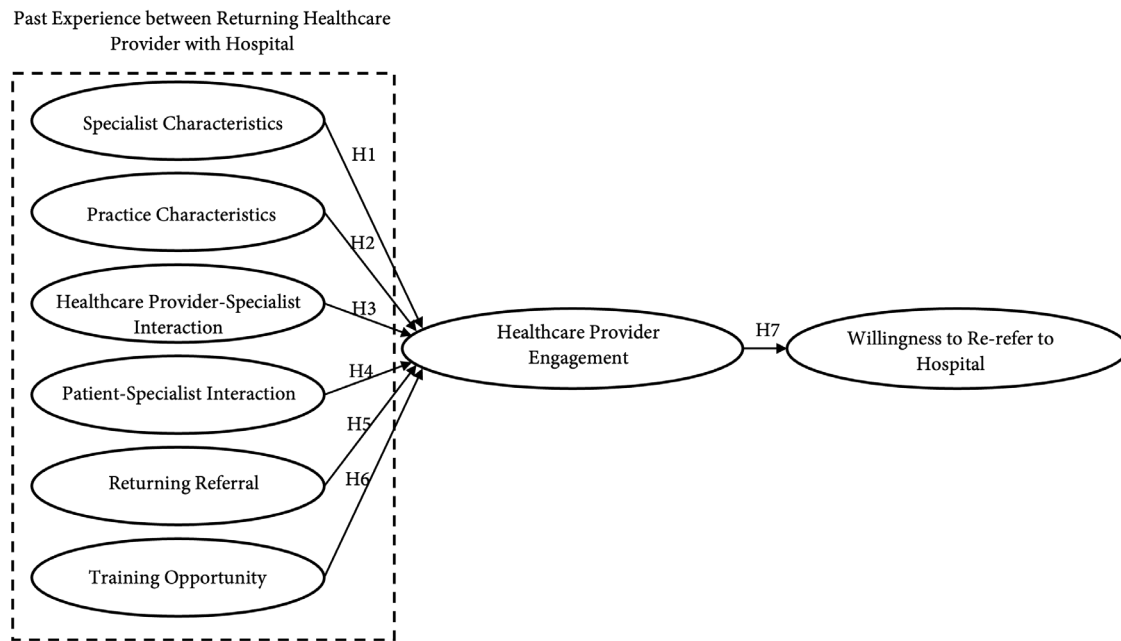 Past Experience between Returning Healthcare
Provider with Hospital
Specialist Characteristics
H1
Practice Characteristics
H2
Healthcare Provider-Specialist
Interaction
H3
Healthcare Provider
Engagement
H7
Willingness to Re-refer to
Hospital
Patient-Specialist Interaction
H4
Returning Referral
H5
H6
Training Opportunity